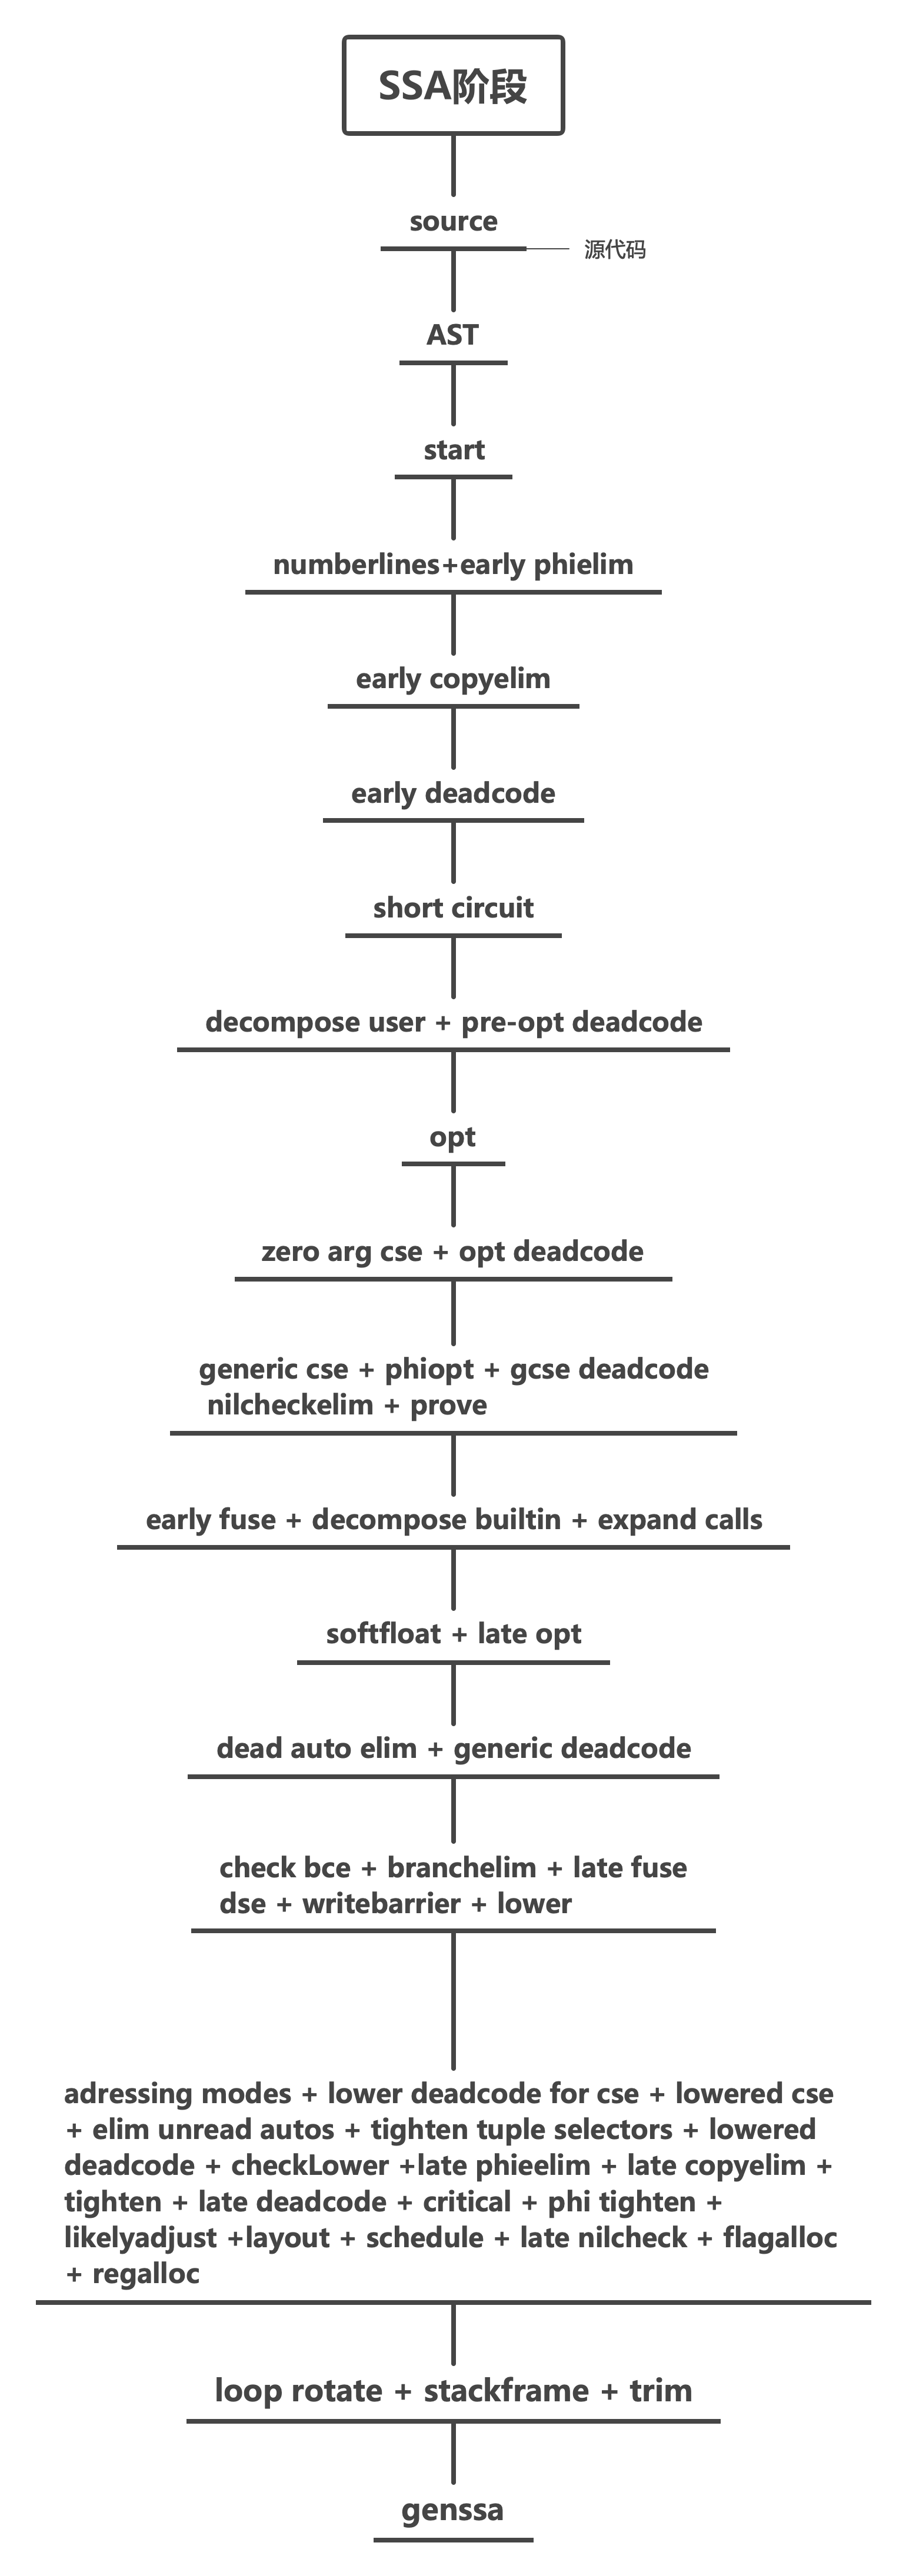 SSA阶段
source
源代码
AST
start
numberlines+early phielim
early copyelim
early deadcode
short circuit
decompose user + pre-opt deadcode
opt
zero arg cse + opt deadcode
generic cse + phiopt + gcse deadcode
nilcheckelim + prove
early fuse + decompose builtin + expand calls
softfloat + late opt
dead auto elim + generic deadcode
check bce + branchelim + late fuse
dse + writebarrier + lower
adressing modes + lower deadcode for cse + lowered cse
+ elim unread autos + tighten tuple selectors + lowered
deadcode + checkLower +late phieelim + late copyelim +
tighten + late deadcode + critical + phi tighten +
likelyadjust +layout + schedule + late nilcheck + flagalloc
+ regalloc
loop rotate + stackframe + trim
genssa